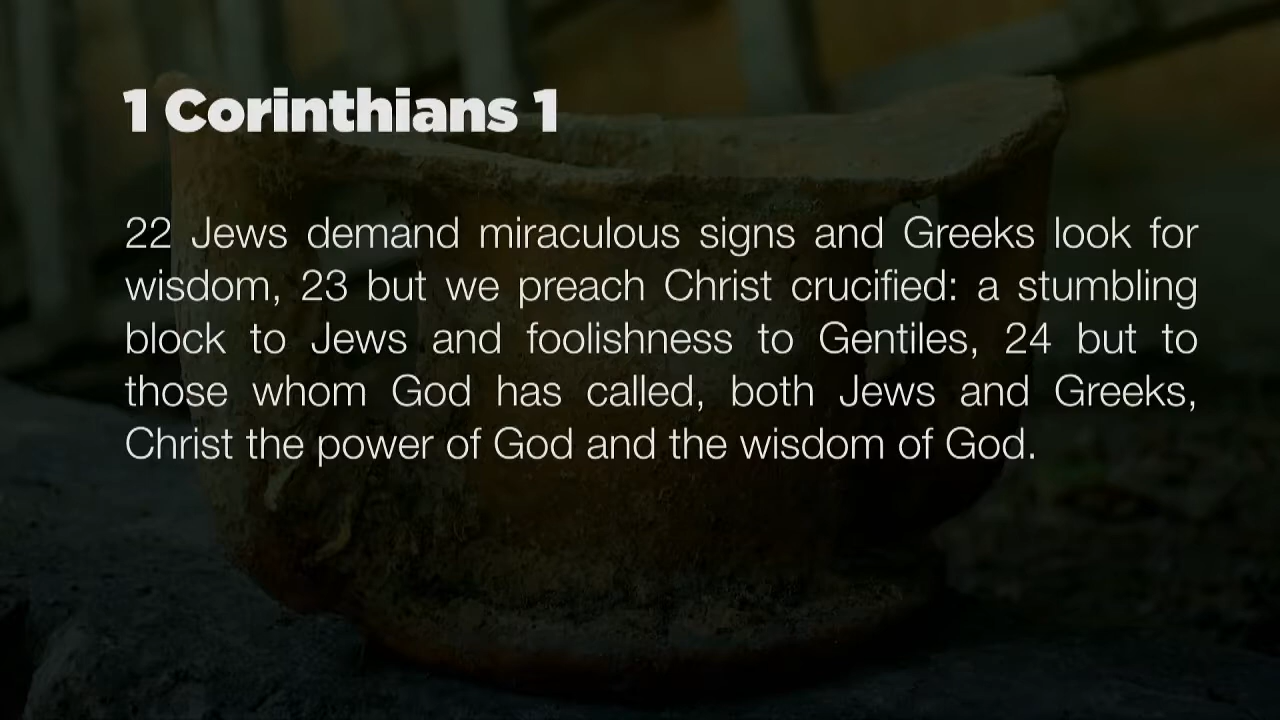 1 Corinthians 1
22 Jews demand miraculous signs and Greeks look for
wisdom, 23 but we preach Christ crucified: a stumbling
block to Jews and foolishness to Gentiles, 24 but to
those whom God has called, both Jews and Greeks,
Christ the power of God and the wisdom of God.